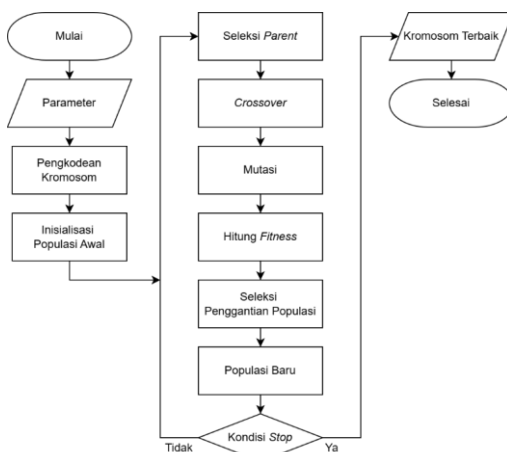 Mulai
Parameter
Pengkodean
Kromosom
Inisialisasi
Populasi Awal
Seleksi Parent
Crossover
Mutasi
Hitung Fitness
Seleksi
Penggantian Populasi
Populasi Baru
Kondisi Stop
Tidak
Ya
Kromosom Terbaik
Selesai